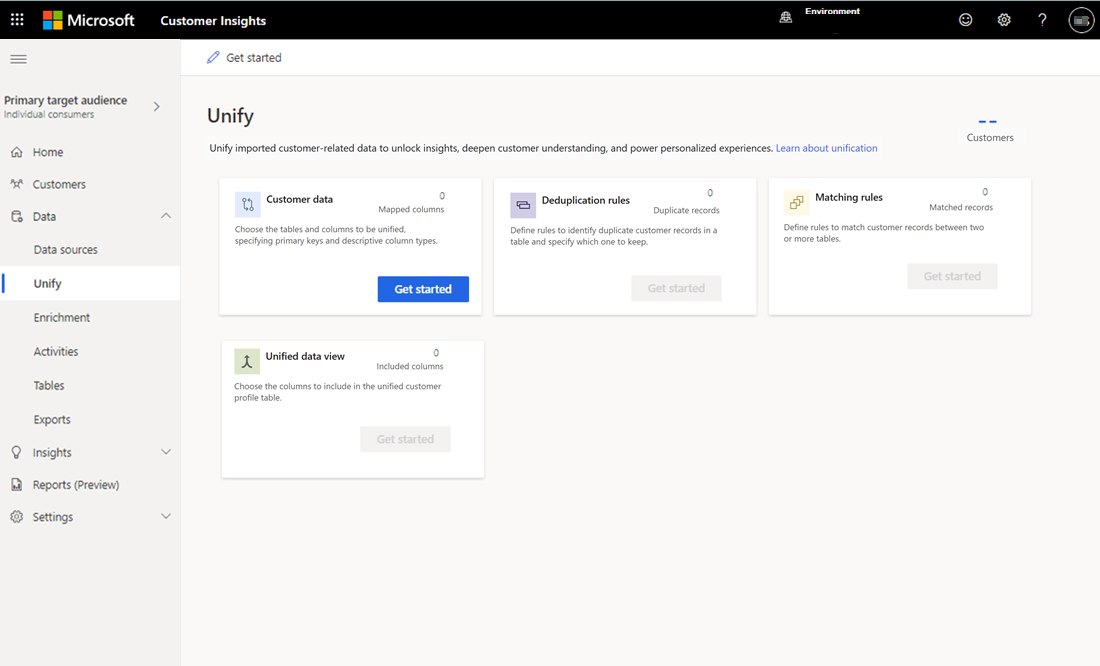 Microsoft
Customer Insights
Environment
?
Get started
Primary target audience
Individual consumers
Home
Customers
Data
Data sources
Unify
Enrichment
Activities
Tables
Exports
Insights
Reports (Preview)
Settings
Unify
-- 
Customers
Unify imported customer-related data to unlock insights, deepen customer understanding, and power personalized experiences. Learn about unification
Customer data
0
Mapped columns
Choose the tables and columns to be unified,
specifying primary keys and descriptive column types.
Get started
Deduplication rules
0
Duplicate records
Define rules to identify duplicate customer records in a
table and specify which one to keep.
Get started
Matching rules
0
Matched records
Define rules to match customer records between two
or more tables.
Get started
Unified data view
0
Included columns
Choose the columns to include in the unified customer
profile table.
Get started